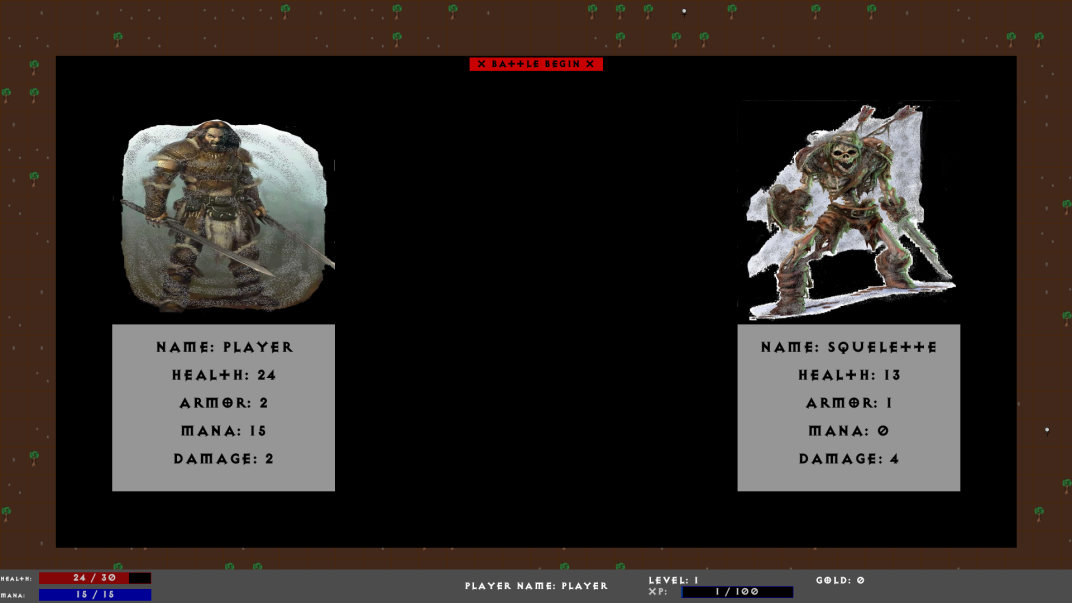 X BATTLE BEGIN X
NAME: PLAYER
HEALTH: 24
ARMOR: 2
MANA: 15
DAMAGE: 2
NAME: SQUELETTE
HEALTH: 13
ARMOR: 1
MANA: 0
DAMAGE: 4
HEALTH: 24 / 30
MANA: 15 / 15
PLAYER NAME: PLAYER
LEVEL: 1
XP: 1 / 100
GOLD: 0